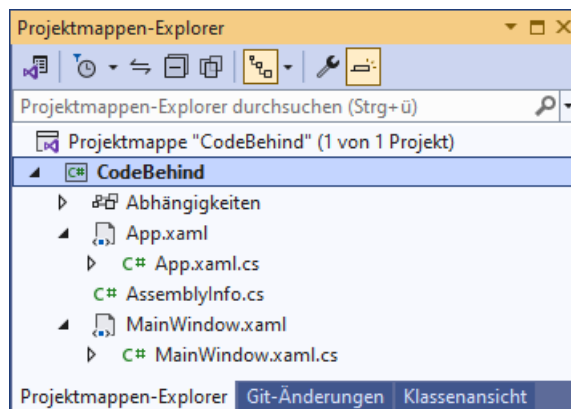 Projektmappen-Explorer
Projektmappen-Explorer durchsuchen (Strg+ü)
Projektmappe "CodeBehind" (1 von 1 Projekt)
C# CodeBehind
Abhängigkeiten
App.xaml
C# App.xaml.cs
C# AssemblyInfo.cs
MainWindow.xaml
C# MainWindow.xaml.cs
Projektmappen-Explorer Git-Änderungen Klassenansicht